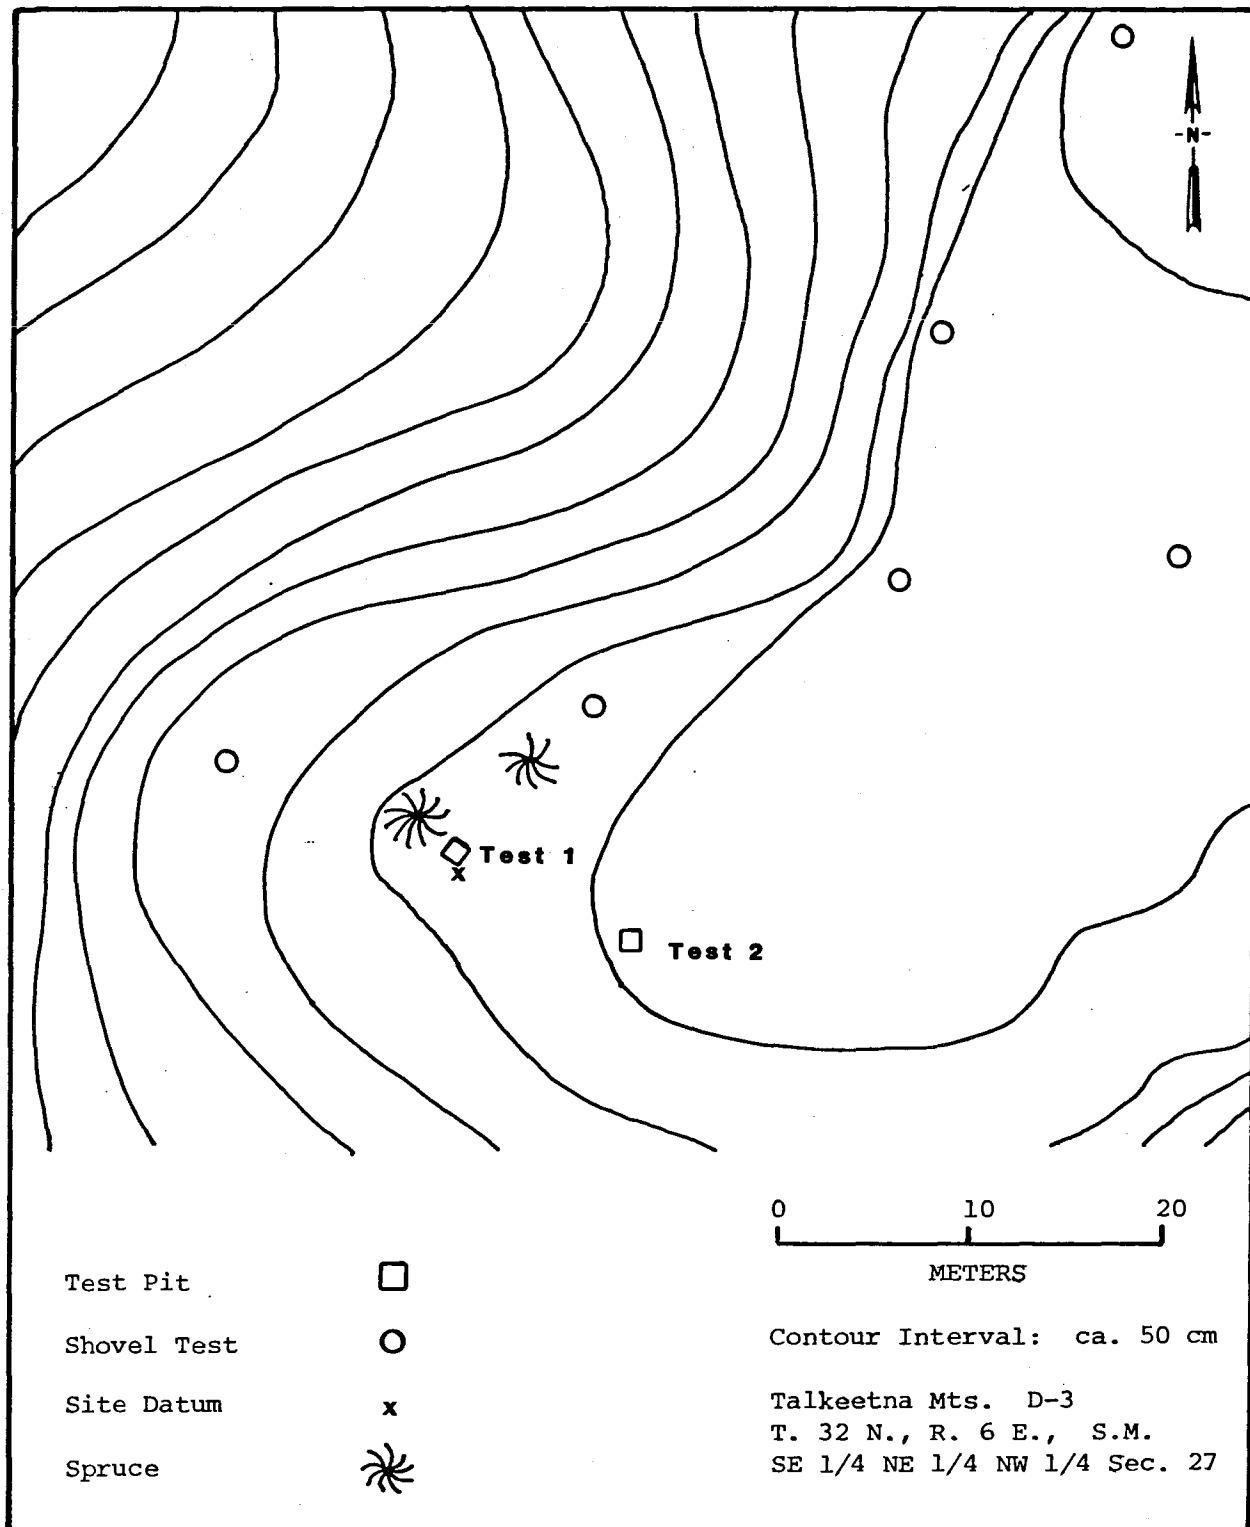 -N-
Test 1
x
Test 2
0 10 20
METERS
Test Pit
Shovel Test
Site Datum x
Spruce
Contour Interval: ca. 50 cm
Talkeetna Mts. D-3
T. 32 N., R. 6 E., S.M.
SE 1/4 NE 1/4 NW 1/4 Sec. 27